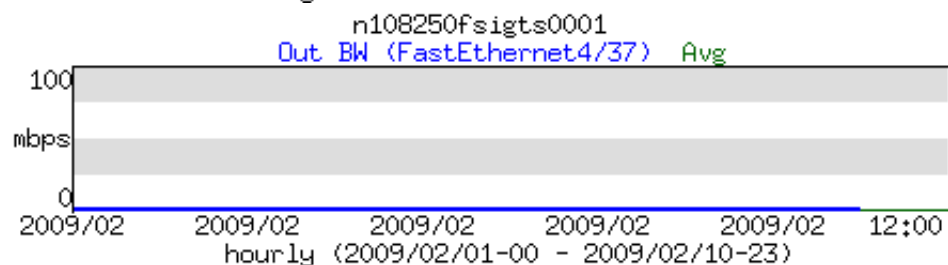 n108250fsigts0001
Out BW (FastEthernet4/37) Avg
100
mbps
0
2009/02 2009/02 2009/02 2009/02 2009/02 12:00
hourly (2009/02/01-00 - 2009/02/10-23)